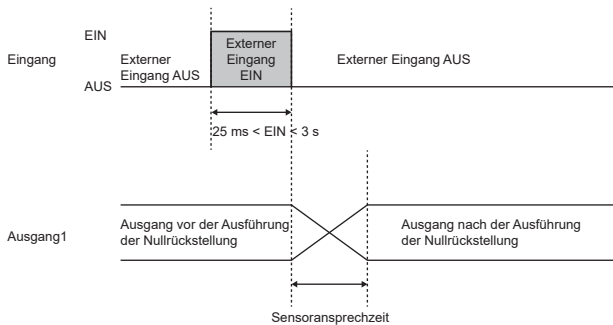 Eingang
EIN
AUS
Externer
Eingang AUS
Externer
Eingang
EIN
Externer Eingang AUS
25 ms < EIN < 3 s
Ausgang1
Ausgang vor der Ausführung
der Nullrückstellung
Ausgang nach der Ausführung
der Nullrückstellung
Sensoransprechzeit